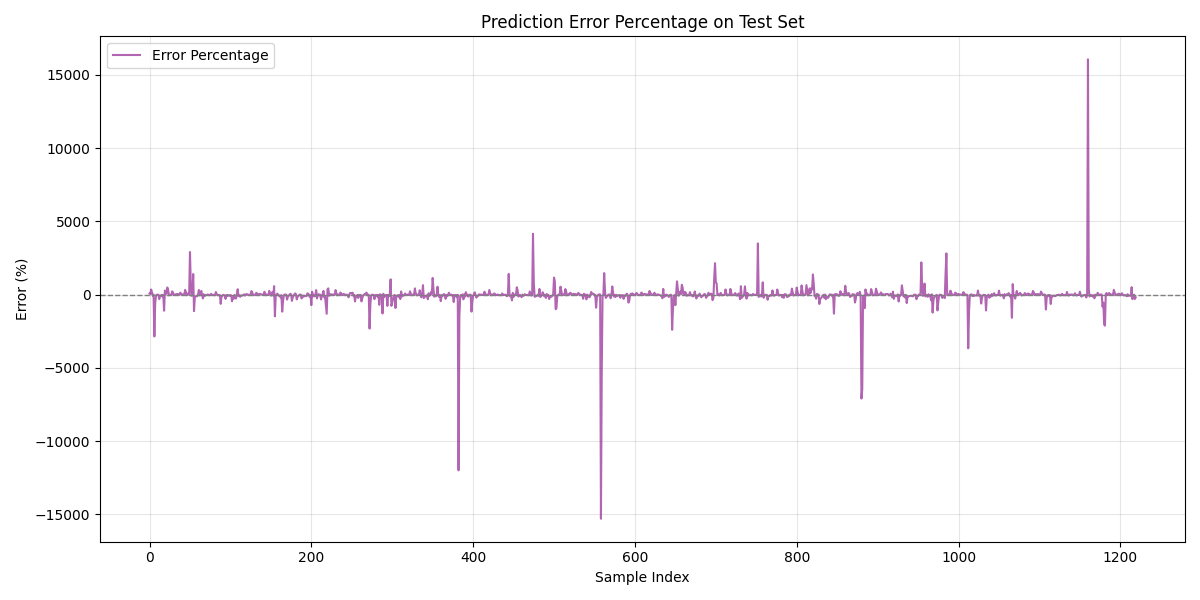 Prediction Error Percentage on Test Set
Error Percentage
15000
10000
5000
0
−5000
−10000
−15000
Error (%)
0 200 400 600 800 1000 1200
Sample Index